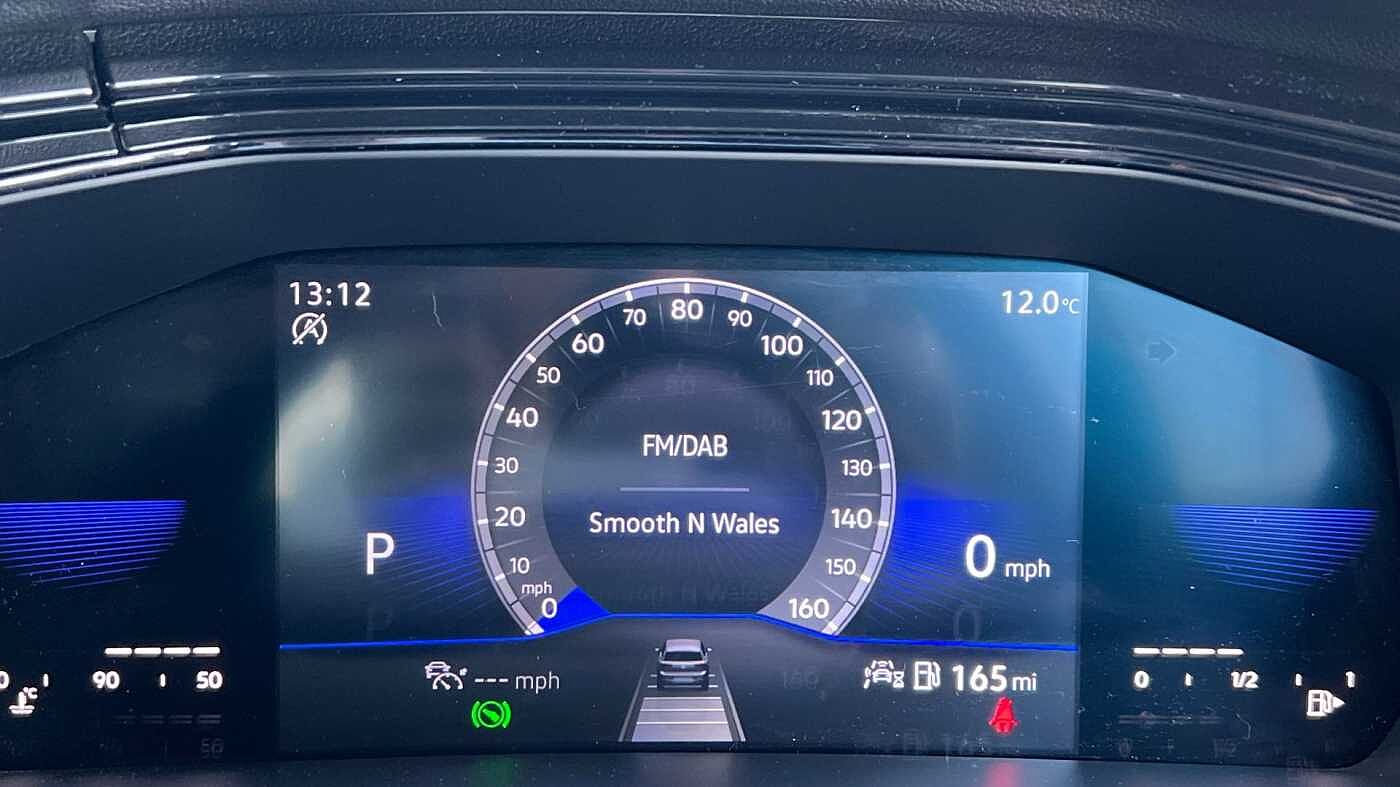 13:12
12.0°C
80
70 90
60 100
50 110
40 120
FM/DAB
30 130
20 140
Smooth N Wales
P
10 150
0 mph
mph
0 160
--- mph
165 mi
90 50
0 1/2 1
°C